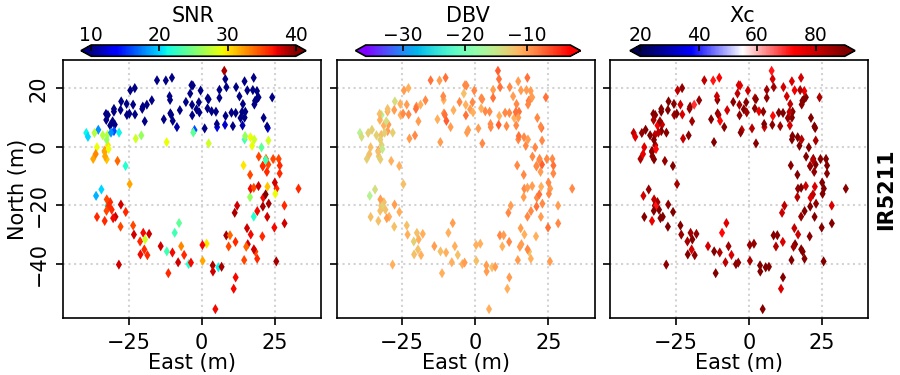 SNR DBV Xc
10 20 30 40 −30 −20 −10 20 40 60 80
20
0
−20
−40
North (m)
IR5211
−25 0 25 −25 0 25 −25 0 25
East (m) East (m) East (m)